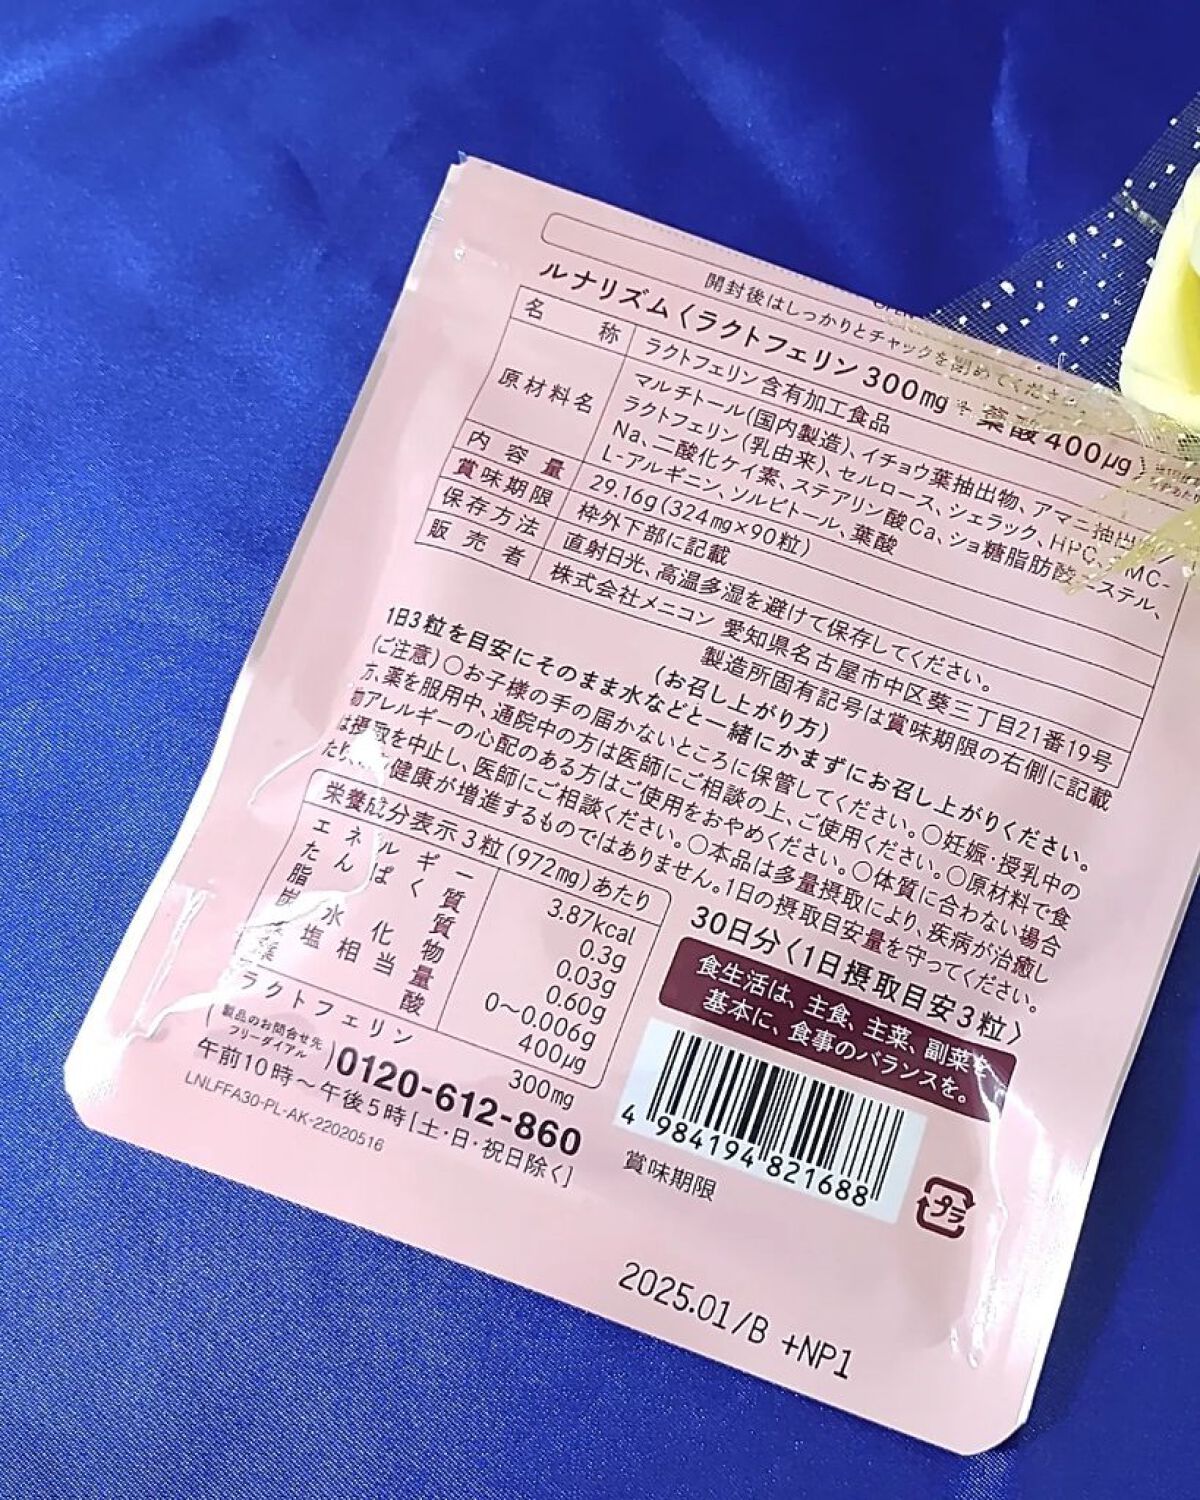 開封後はしっかりとチャックを閉めてください。
OPEN
ルナリズム〈ラクトフェリン300mg + 葉酸400μg〉
名称 ラクトフェリン含有加工食品
原材料名 マルチトール(国内製造)、イチョウ葉抽出物、アマニ抽出物/
ラクトフェリン(乳由来)、セルロース、シェラック、HPC、CMC-
Na、二酸化ケイ素、ステアリン酸Ca、ショ糖脂肪酸エステル、
L-アルギニン、ソルビトール、葉酸
内容量 29.16g(324mg×90粒)
賞味期限 枠外下部に記載
保存方法 直射日光、高温多湿を避けて保存してください。
販売者 株式会社メニコン 愛知県名古屋市中区葵三丁目21番19号
製造所固有記号は賞味期限の右側に記載
(お召し上がり方)
1日3粒を目安にそのまま水などと一緒にかまずにお召し上がりください。
(ご注意)○お子様の手の届かないところに保管してください。○妊娠・授乳中の
方、薬を服用中、通院中の方は医師にご相談の上、ご使用ください。○原材料で食
物アレルギーの心配のある方はご使用をおやめください。○体質に合わない場合
は摂取を中止し、医師にご相談ください。○本品は多量摂取により、疾病が治癒し
たり 健康が増進するものではありません。1日の摂取目安量を守ってください。
栄養成分表示 3粒(972mg)あたり
エネルギー 3.87kcal
たんぱく質 0.3g
脂質 0.03g
炭水化物 0.60g
食塩相当量 0〜0.006g
葉酸 400μg
ラクトフェリン 300mg
30日分〈1日摂取目安3粒〉
食生活は、主食、主菜、副菜を
基本に、食事のバランスを。
(製品のお問合せ先
フリーダイアル)0120-612-860
午前10時〜午後5時[土・日・祝日除く]
LNLFFA30-PL-AK-22020516
4 984194 821688
賞味期限
プラ
2025.01/B +NP1